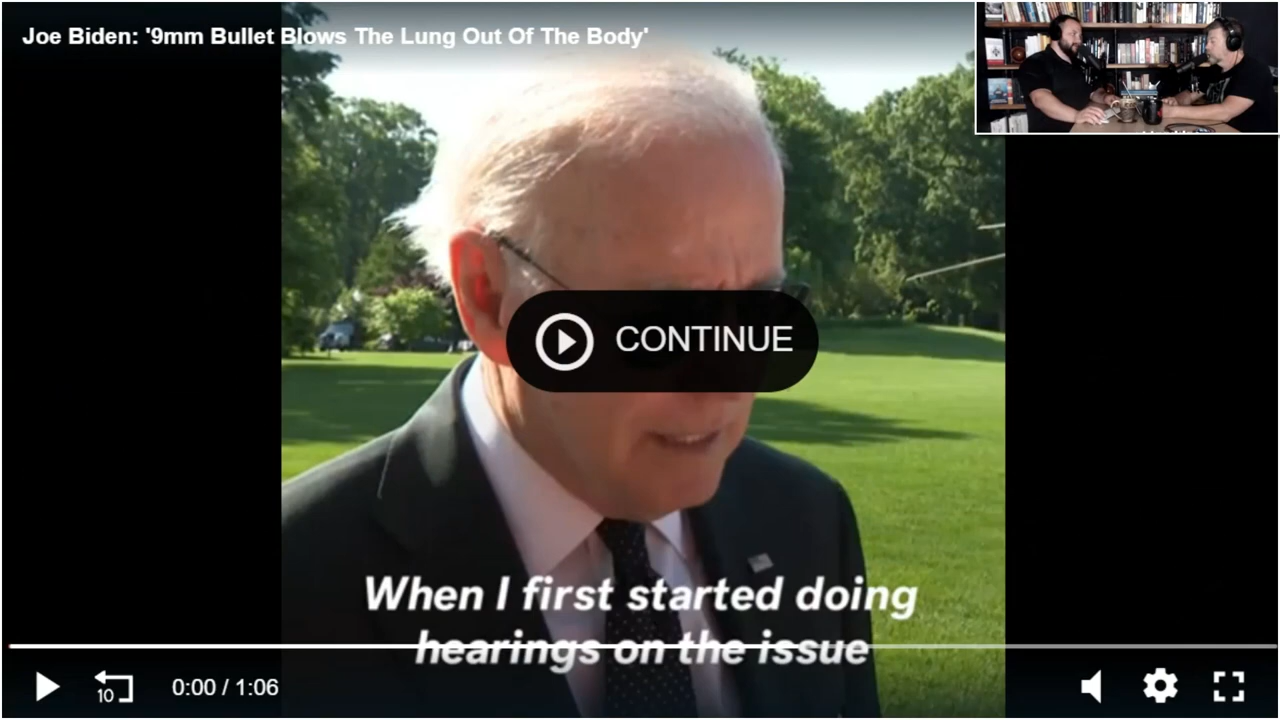 Joe Biden: '9mm Bullet Blows The Lung Out Of The Body'
CONTINUE
When I first started doing
hearings on the issue
10
0:00 / 1:06